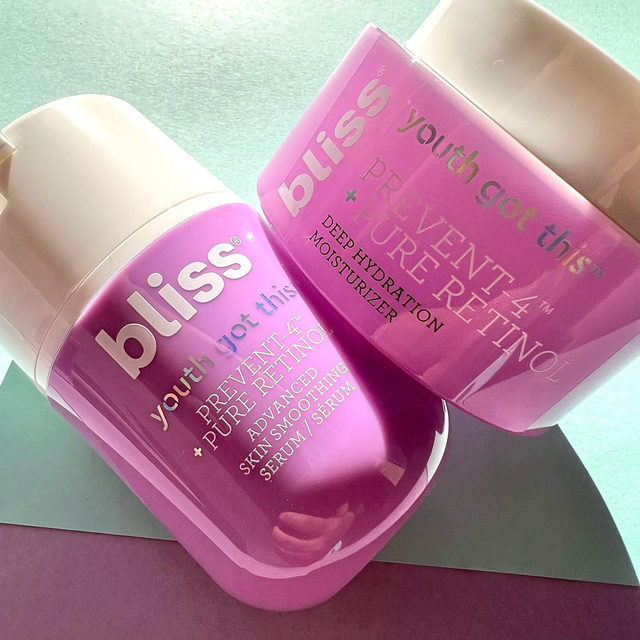 bliss®
youth got this
PREVENT-4™
+ PURE RETINOL
ADVANCED
SKIN SMOOTHING
SERUM / SÉRUM
bliss®
youth got this™
PREVENT-4™
+ PURE RETINOL
DEEP HYDRATION
MOISTURIZER